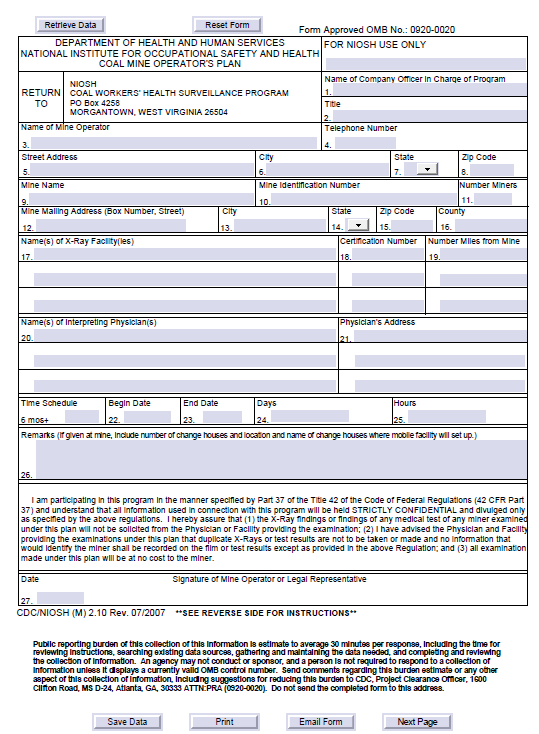 Retrieve Data
Reset Form
Form Approved OMB No.: 0920-0020
DEPARTMENT OF HEALTH AND HUMAN SERVICES
NATIONAL INSTITUTE FOR OCCUPATIONAL SAFETY AND HEALTH
COAL MINE OPERATOR'S PLAN
FOR NIOSH USE ONLY
RETURN
TO
NIOSH
COAL WORKERS' HEALTH SURVEILLANCE PROGRAM
PO Box 4258
MORGANTOWN, WEST VIRGINIA 26504
Name of Company Officer in Charge of Program
1.
Title
2.
Name of Mine Operator
3.
Telephone Number
4.
Street Address
5.
City
6.
State
7.
Zip Code
8.
Mine Name
9.
Mine Identification Number
10.
Number Miners
11.
Mine Mailing Address (Box Number, Street)
12.
City
13.
State
14.
Zip Code
15.
County
16.
Name(s) of X-Ray Facility(ies)
17.
Certification Number
18.
Number Miles from Mine
19.
Name(s) of Interpreting Physician(s)
20.
Physician's Address
21.
Time Schedule
6 mos+
Begin Date
22.
End Date
23.
Days
24.
Hours
25.
Remarks (If given at mine, include number of change houses and location and name of change houses where mobile facility will set up.)
26.
I am participating in this program in the manner specified by Part 37 of the Title 42 of the Code of Federal Regulations (42 CFR Part
37) and understand that all information used in connection with this program will be held STRICTLY CONFIDENTIAL and divulged only
as specified by the above regulations. I hereby assure that (1) the X-Ray findings or findings of any medical test of any miner examined
under this plan will not be solicited from the Physician or Facility providing the examination; (2) I have advised the Physician and Facility
providing the examinations under this plan that duplicate X-Rays or test results are not to be taken or made and no information that
would identify the miner shall be recorded on the film or test results except as provided in the above Regulation; and (3) all examination
made under this plan will be at no cost to the miner.
Date
Signature of Mine Operator or Legal Representative
27.
CDC/NIOSH (M) 2.10 Rev. 07/2007 **SEE REVERSE SIDE FOR INSTRUCTIONS**
Public reporting burden of this collection of this information is estimate to average 30 minutes per response, including the time for
reviewing instructions, searching existing data sources, gathering and maintaining the data needed, and completing and reviewing
the collection of information. An agency may not conduct or sponsor, and a person is not required to respond to a collection of
information unless it displays a currently valid OMB control number. Send comments regarding this burden estimate or any other
aspect of this collection of information, including suggestions for reducing this burden to CDC, Project Clearance Officer, 1600
Clifton Road, MS D-24, Atlanta, GA, 30333 ATTN:PRA (0920-0020). Do not send the completed form to this address.
Save Data
Print
Email Form
Next Page